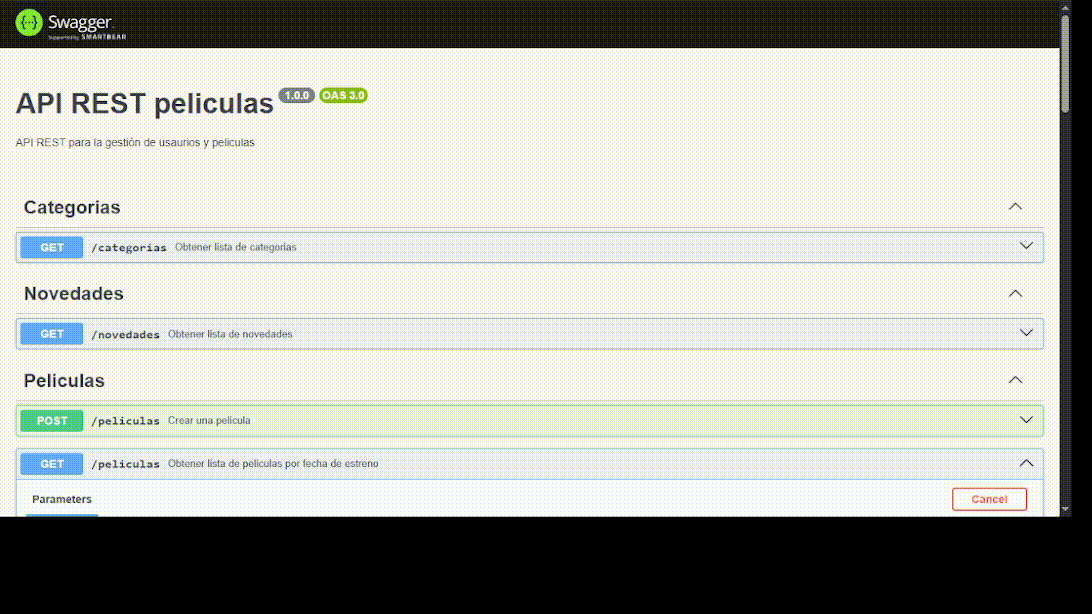 Swagger.
Supported by SMARTBEAR
API REST peliculas 1.0.0 OAS 3.0
API REST para la gestión de usaurios y peliculas
Categorias
GET /categorias Obtener lista de categorias
Novedades
GET /novedades Obtener lista de novedades
Peliculas
POST /peliculas Crear una pelicula
GET /peliculas Obtener lista de peliculas por fecha de estreno
Parameters Cancel